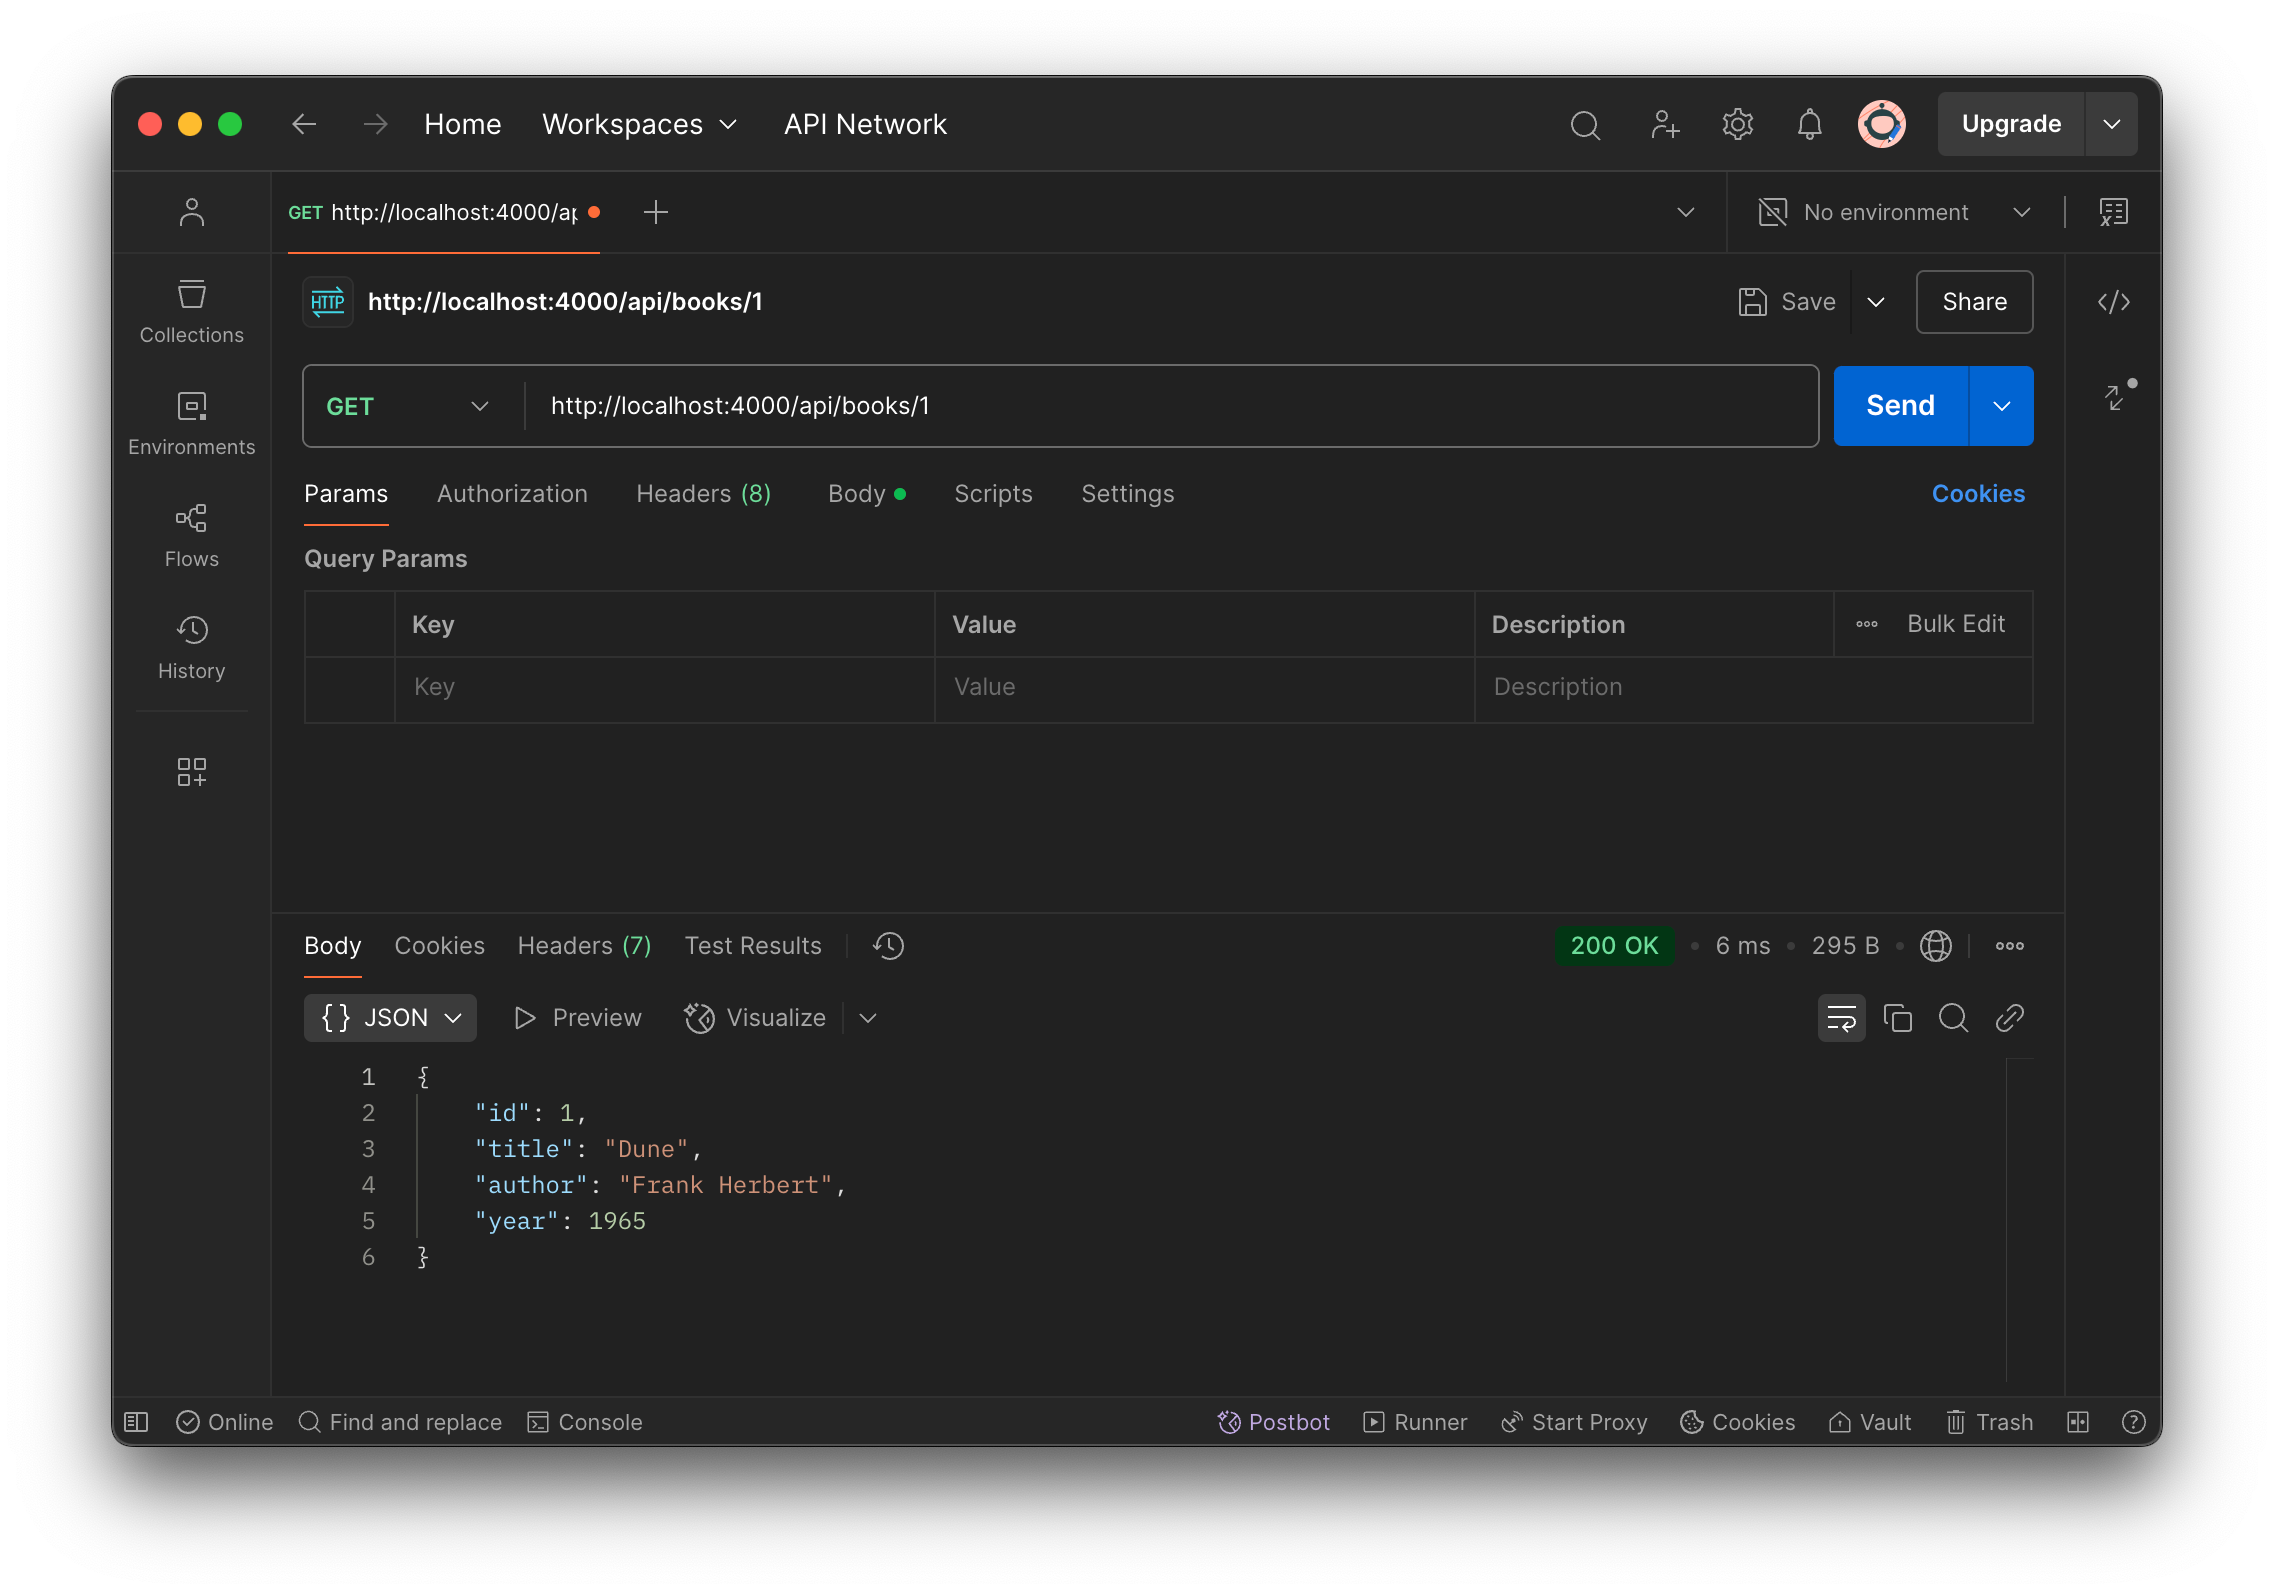 Home Workspaces API Network Upgrade
GET http://localhost:4000/ap No environment
HTTP http://localhost:4000/api/books/1 Save Share
Collections
GET http://localhost:4000/api/books/1 Send
Environments
Params Authorization Headers (8) Body Scripts Settings Cookies
Flows
Query Params
Key Value Description Bulk Edit
History
Key Value Description
Body Cookies Headers (7) Test Results 200 OK 6 ms 295 B
{} JSON Preview Visualize
1 {
2 "id": 1,
3 "title": "Dune",
4 "author": "Frank Herbert",
5 "year": 1965
6 }
Online Find and replace Console Postbot Runner Start Proxy Cookies Vault Trash